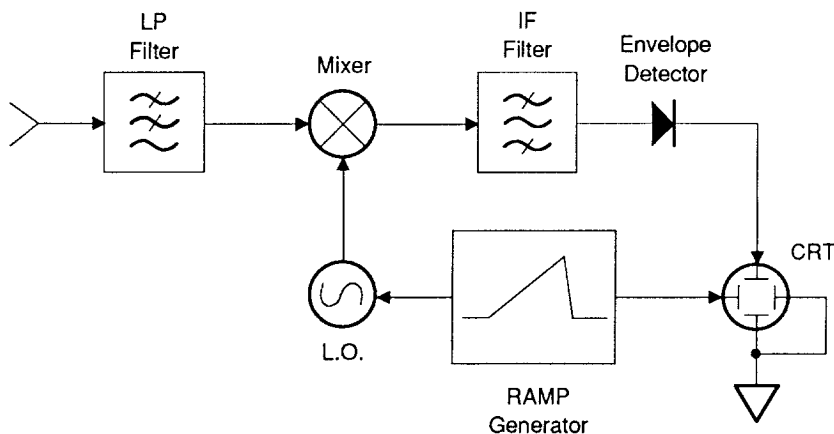 LP
Filter
Mixer
IF
Filter
Envelope
Detector
CRT
L.O.
RAMP
Generator